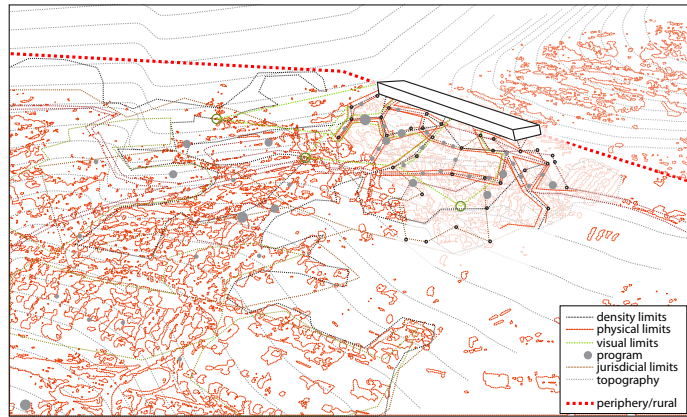 density limits
physical limits
visual limits
program
jurisdicial limits
topography
periphery/rural